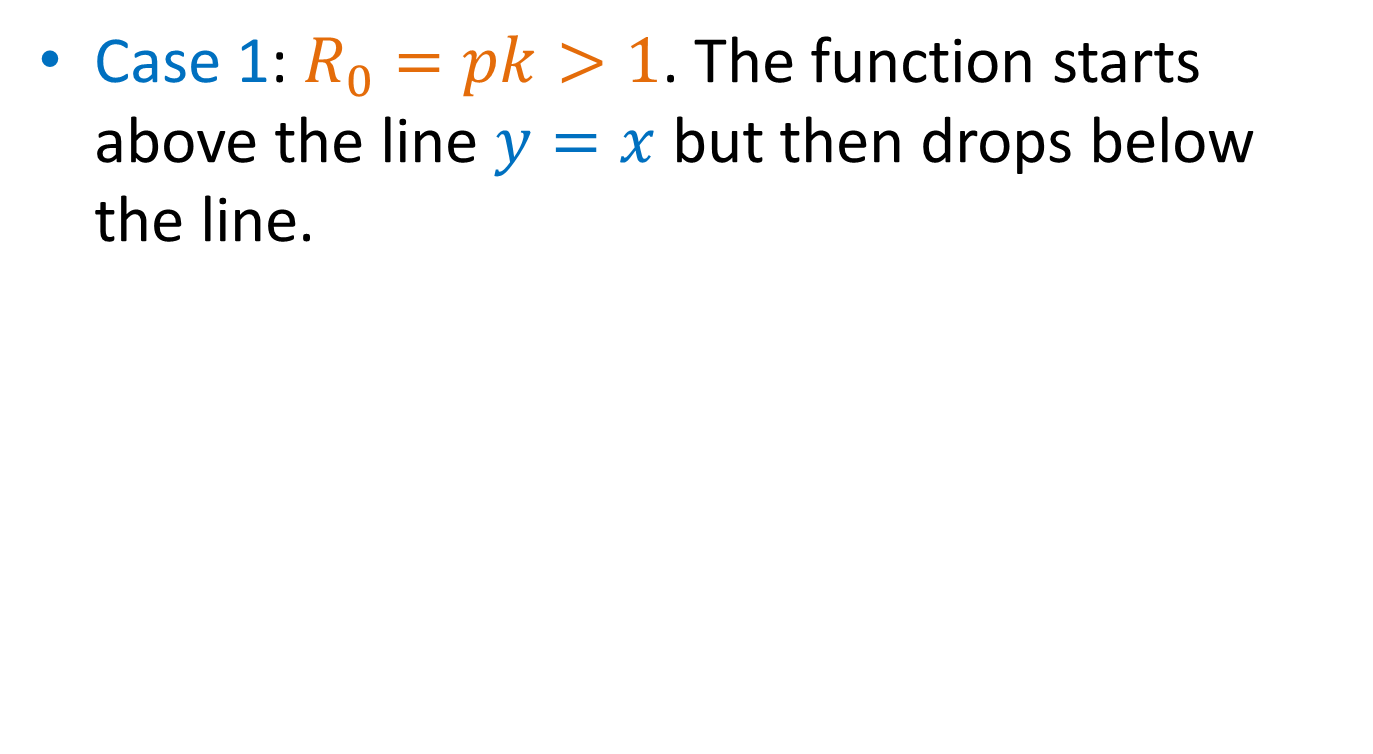 • Case 1: R₀ = pk > 1. The function starts
above the line y = x but then drops below
the line.